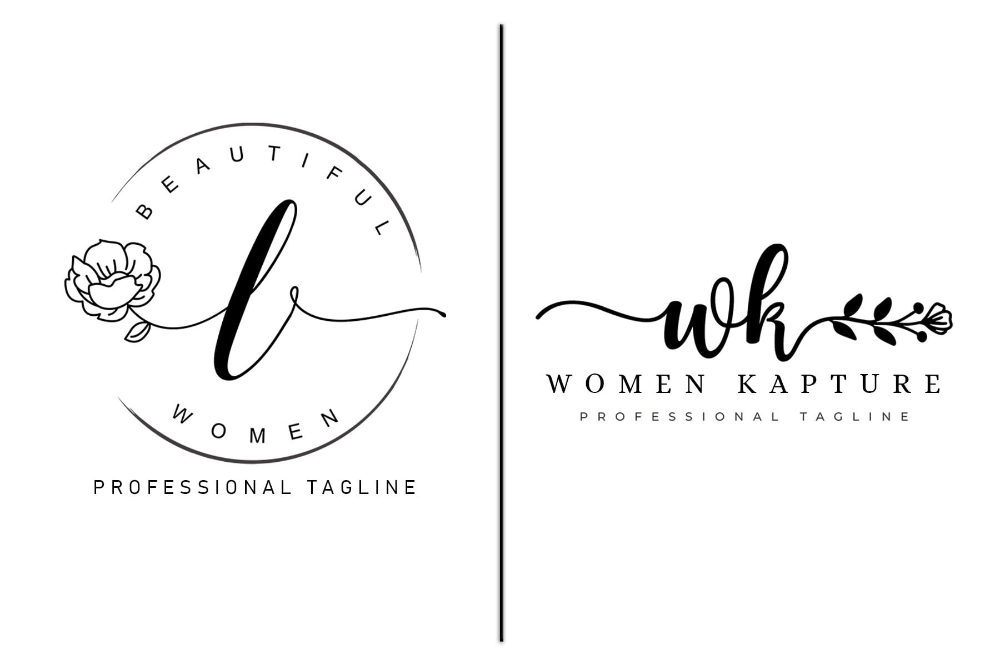 BEAUTIFUL
l
WOMEN
PROFESSIONAL TAGLINE
wk
WOMEN KAPTURE
PROFESSIONAL TAGLINE